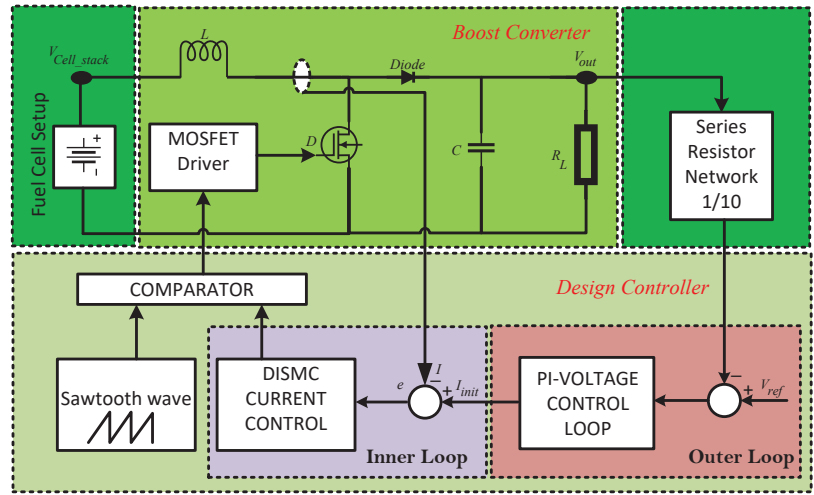 Fuel Cell Setup
V_Cell_stack
+
-
L
Boost Converter
Diode
V_out
MOSFET
Driver
D
C
R_L
Series
Resistor
Network
1/10
Design Controller
COMPARATOR
Sawtooth wave
DISMC
CURRENT
CONTROL
e
I
−
+
I_init
Inner Loop
PI-VOLTAGE
CONTROL
LOOP
−
+
V_ref
Outer Loop